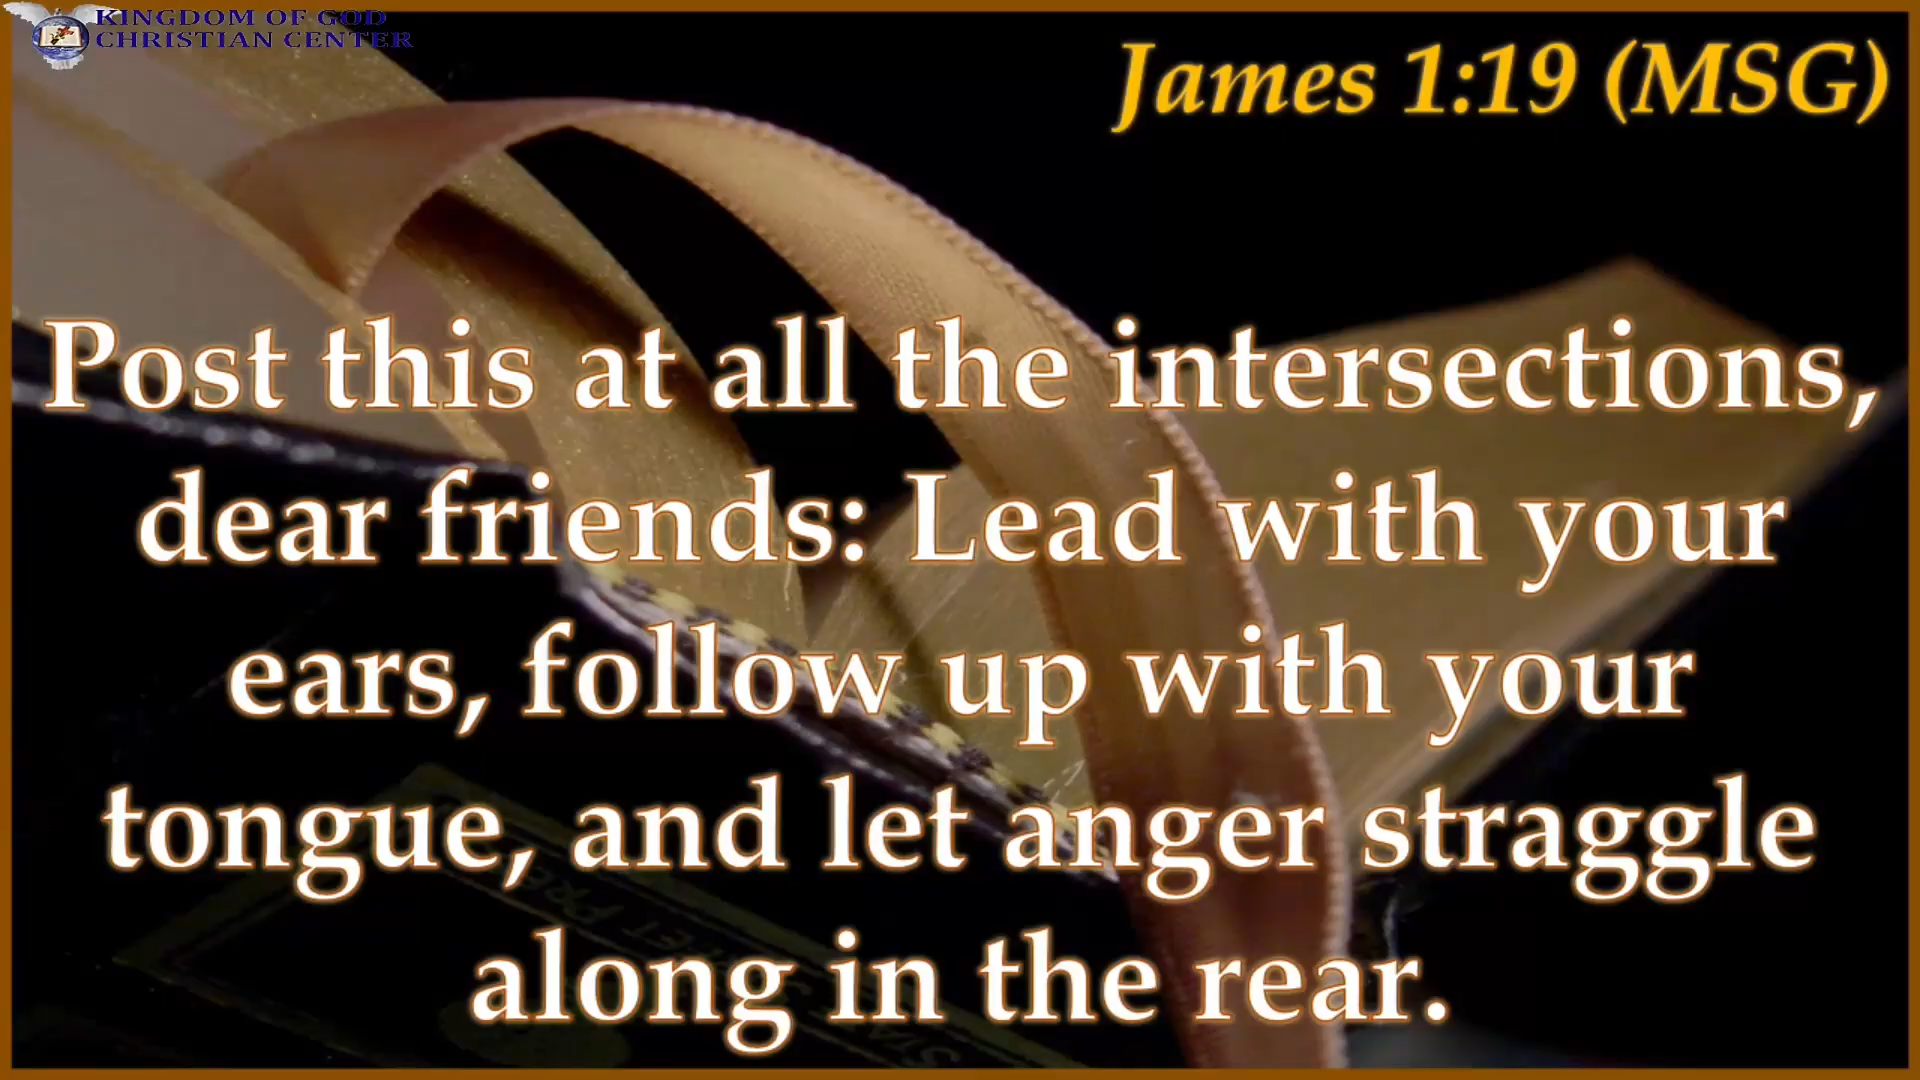 KINGDOM OF GOD
CHRISTIAN CENTER
James 1:19 (MSG)
Post this at all the intersections,
dear friends: Lead with your
ears, follow up with your
tongue, and let anger straggle
along in the rear.